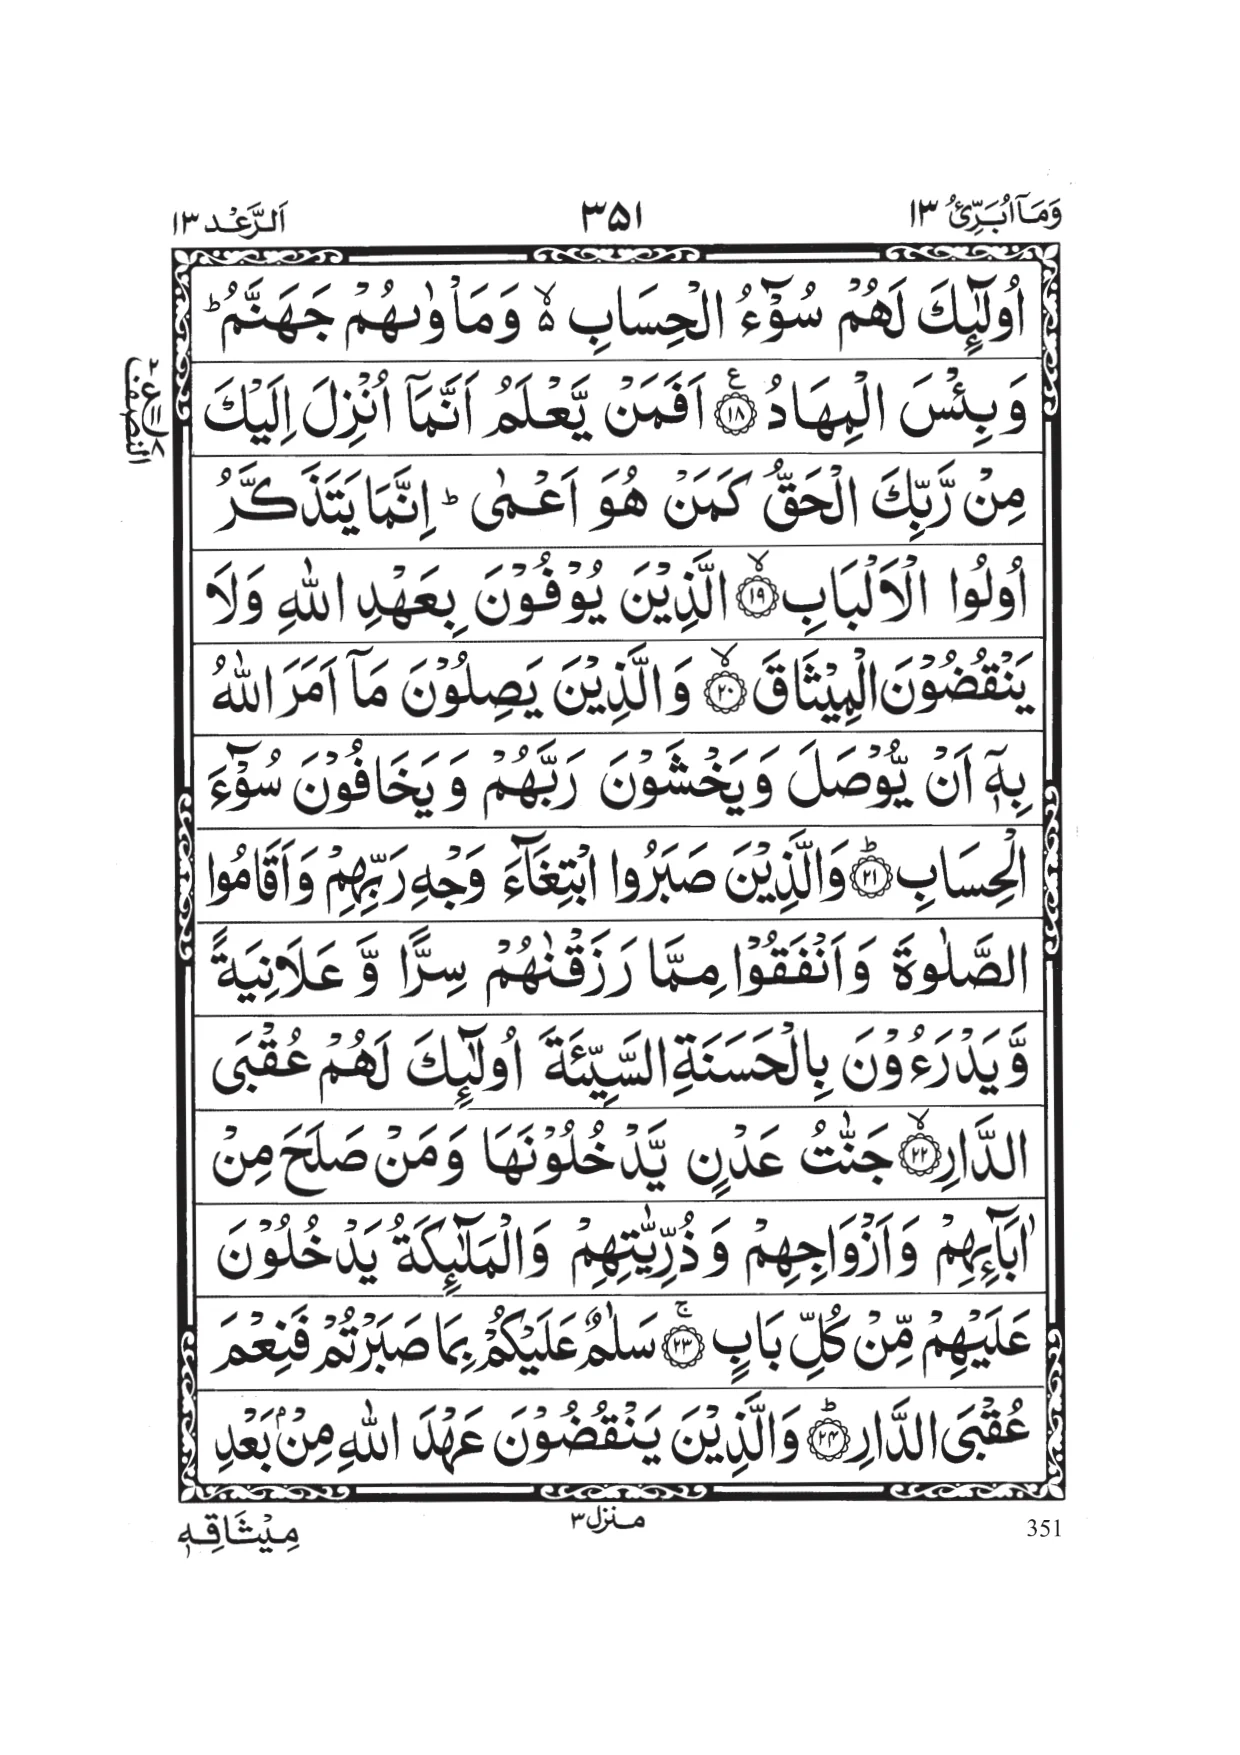 وَمَآ اُبَرِّئُ ١٣
٣٥١
اَلرَّعْد ١٣
اُولٰٓئِكَ لَهُمْ سُوْٓءُ الْحِسَابِ ۙ۬ وَمَاْوٰىهُمْ جَهَنَّمُ ؕ
وَبِئْسَ الْمِهَادُ ۧ﴿١٨﴾ اَفَمَنْ يَّعْلَمُ اَنَّمَآ اُنْزِلَ اِلَيْكَ
مِنْ رَّبِّكَ الْحَقُّ كَمَنْ هُوَ اَعْمٰى ؕ اِنَّمَا يَتَذَكَّرُ
اُولُوا الْاَلْبَابِ ۙ﴿١٩﴾ الَّذِيْنَ يُوْفُوْنَ بِعَهْدِ اللّٰهِ وَلَا
يَنْقُضُوْنَ الْمِيْثَاقَ ۙ﴿٢٠﴾ وَالَّذِيْنَ يَصِلُوْنَ مَآ اَمَرَ اللّٰهُ
بِهٖٓ اَنْ يُّوْصَلَ وَيَخْشَوْنَ رَبَّهُمْ وَيَخَافُوْنَ سُوْٓءَ
الْحِسَابِ ؕ﴿٢١﴾ وَالَّذِيْنَ صَبَرُوا ابْتِغَآءَ وَجْهِ رَبِّهِمْ وَاَقَامُوا
الصَّلٰوةَ وَاَنْفَقُوْا مِمَّا رَزَقْنٰهُمْ سِرًّا وَّ عَلَانِيَةً
وَّيَدْرَءُوْنَ بِالْحَسَنَةِ السَّيِّئَةَ اُولٰٓئِكَ لَهُمْ عُقْبَى
الدَّارِ ۙ﴿٢٢﴾ جَنّٰتُ عَدْنٍ يَّدْخُلُوْنَهَا وَمَنْ صَلَحَ مِنْ
اٰبَآئِهِمْ وَاَزْوَاجِهِمْ وَذُرِّيّٰتِهِمْ وَالْمَلٰٓئِكَةُ يَدْخُلُوْنَ
عَلَيْهِمْ مِّنْ كُلِّ بَابٍ ۚ﴿٢٣﴾ سَلٰمٌ عَلَيْكُمْ بِمَا صَبَرْتُمْ فَنِعْمَ
عُقْبَى الدَّارِ ؕ﴿٢٤﴾ وَالَّذِيْنَ يَنْقُضُوْنَ عَهْدَ اللّٰهِ مِنْۢ بَعْدِ
النصف
منزل ٣
مِيْثَاقِهٖ
351